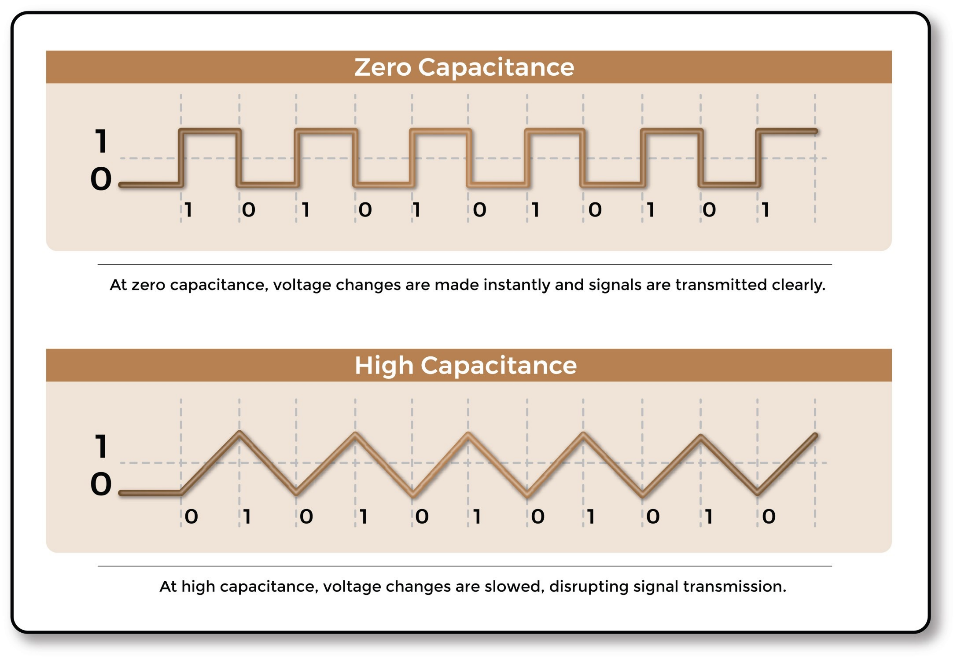 Zero Capacitance
1
0
1 0 1 0 1 0 1 0 1 0 1
At zero capacitance, voltage changes are made instantly and signals are transmitted clearly.
High Capacitance
1
0
0 1 0 1 0 1 0 1 0 1 0
At high capacitance, voltage changes are slowed, disrupting signal transmission.